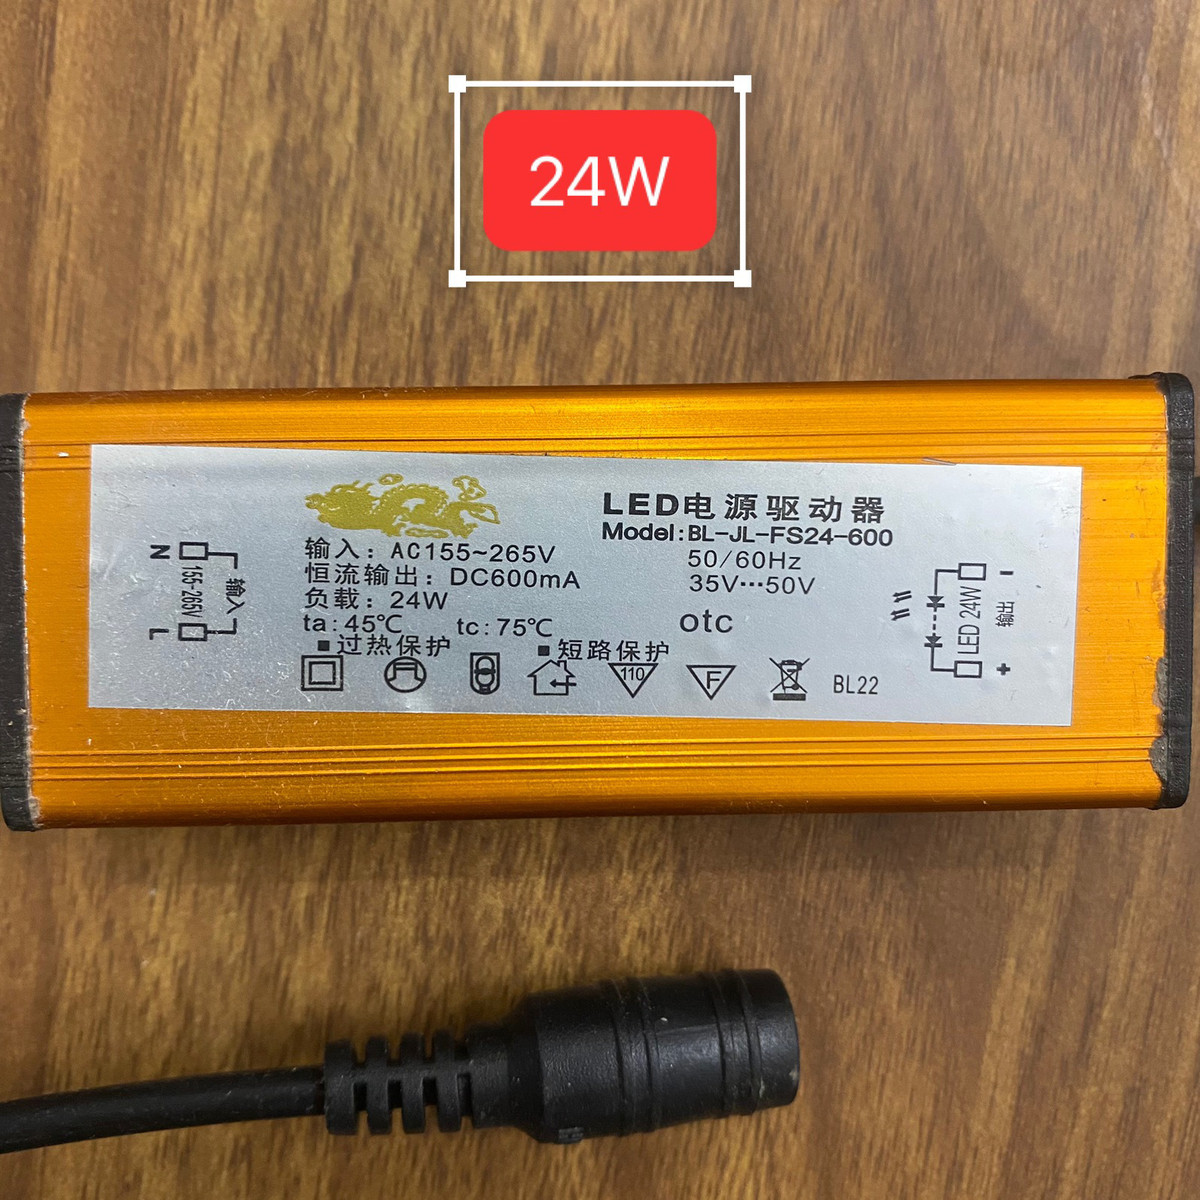 24W
LED电源驱动器
Model:BL-JL-FS24-600
输入: AC155~265V
50/60Hz
恒流输出: DC600mA
35V···50V
负载: 24W
ta:45℃
tc:75℃
otc
■过热保护
■短路保护
110
F
BL22
N
155-265V
输入
L
LED 24W
输出
-
+